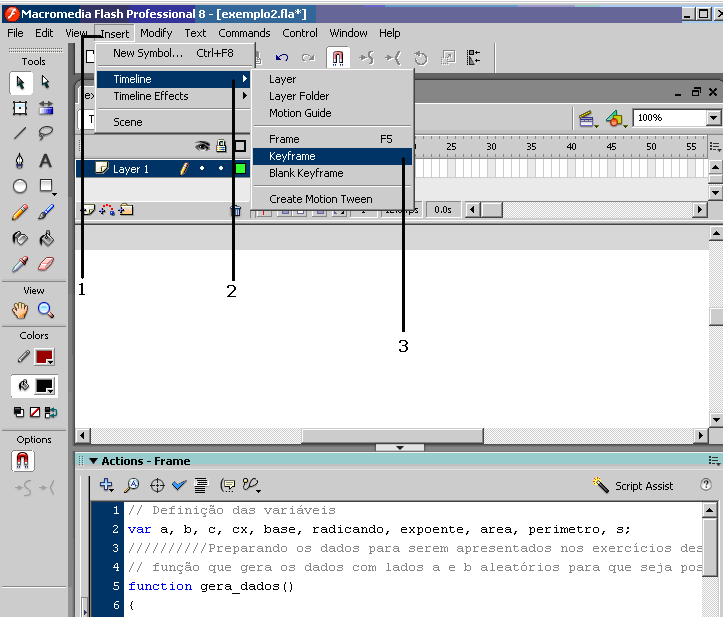 Macromedia Flash Professional 8 - [exemplo2.fla*]
File Edit View Insert Modify Text Commands Control Window Help
Tools
New Symbol... Ctrl+F8
Timeline
Timeline Effects
Scene
Layer
Layer Folder
Motion Guide
Frame F5
Keyframe
Blank Keyframe
Create Motion Tween
100%
25 30 35 40 45 50 55
Layer 1
0.0s
View
1
2
3
Colors
Options
Actions - Frame
Script Assist
1 // Definição das variáveis
2 var a, b, c, cx, base, radicando, expoente, area, perimetro, s;
3 //////////Preparando os dados para serem apresentados nos exercícios des
4 // função que gera os dados com lados a e b aleatórios para que seja pos
5 function gera_dados()
6 {